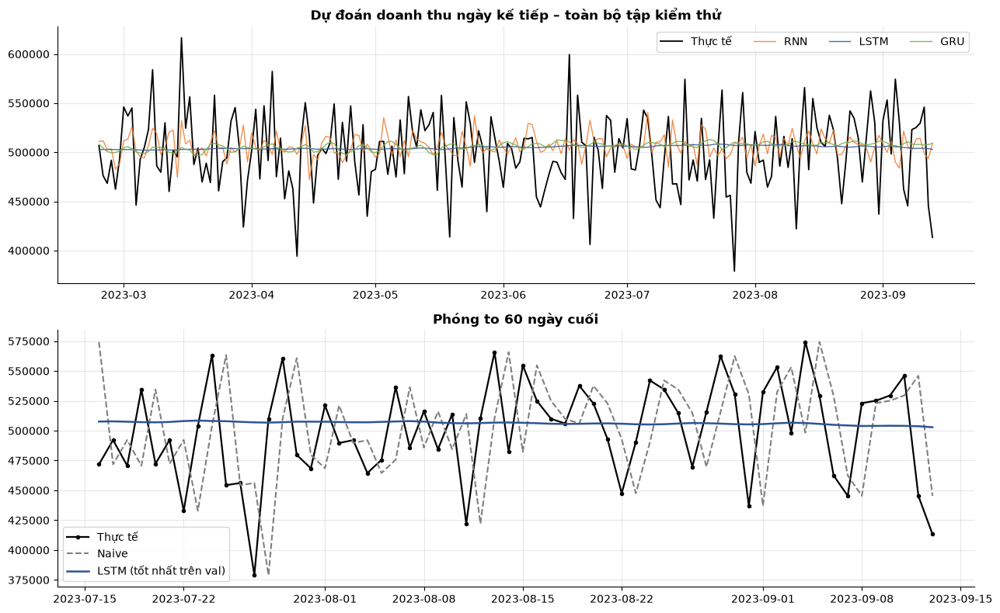 Dự đoán doanh thu ngày kế tiếp – toàn bộ tập kiểm thử
Thực tế RNN LSTM GRU
600000
550000
500000
450000
400000
2023-03 2023-04 2023-05 2023-06 2023-07 2023-08 2023-09
Phóng to 60 ngày cuối
575000
550000
525000
500000
475000
450000
425000
400000
375000
Thực tế
Naive
LSTM (tốt nhất trên val)
2023-07-15 2023-07-22 2023-08-01 2023-08-08 2023-08-15 2023-08-22 2023-09-01 2023-09-08 2023-09-15